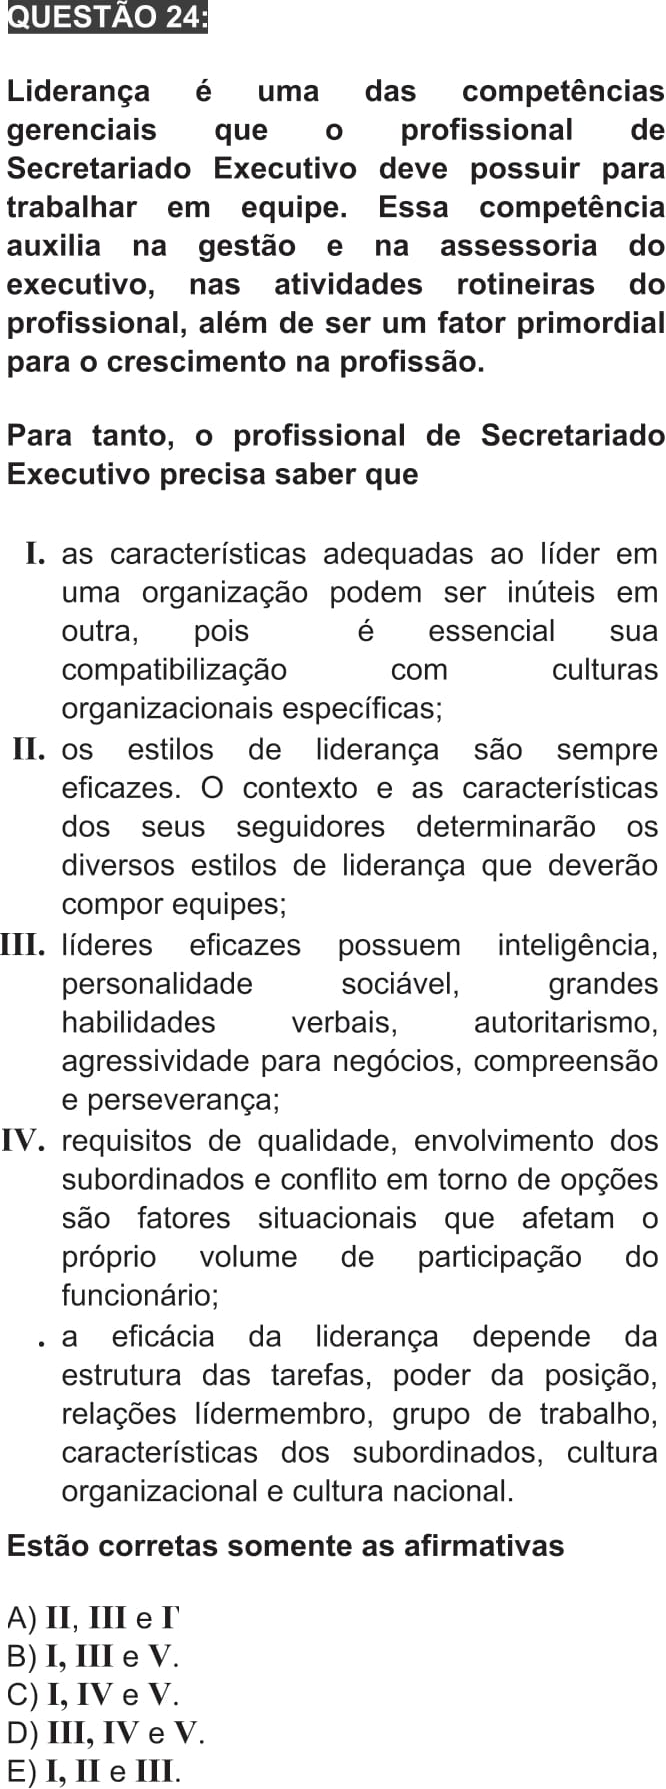 QUESTÃO 24:
Liderança é uma das competências
gerenciais que o profissional de
Secretariado Executivo deve possuir para
trabalhar em equipe. Essa competência
auxilia na gestão e na assessoria do
executivo, nas atividades rotineiras do
profissional, além de ser um fator primordial
para o crescimento na profissão.
Para tanto, o profissional de Secretariado
Executivo precisa saber que
I. as características adequadas ao líder em
uma organização podem ser inúteis em
outra, pois é essencial sua
compatibilização com culturas
organizacionais específicas;
II. os estilos de liderança são sempre
eficazes. O contexto e as características
dos seus seguidores determinarão os
diversos estilos de liderança que deverão
compor equipes;
III. líderes eficazes possuem inteligência,
personalidade sociável, grandes
habilidades verbais, autoritarismo,
agressividade para negócios, compreensão
e perseverança;
IV. requisitos de qualidade, envolvimento dos
subordinados e conflito em torno de opções
são fatores situacionais que afetam o
próprio volume de participação do
funcionário;
. a eficácia da liderança depende da
estrutura das tarefas, poder da posição,
relações lídermembro, grupo de trabalho,
características dos subordinados, cultura
organizacional e cultura nacional.
Estão corretas somente as afirmativas
A) II, III e
B) I, III e V.
C) I, IV e V.
D) III, IV e V.
E) I, II e III.